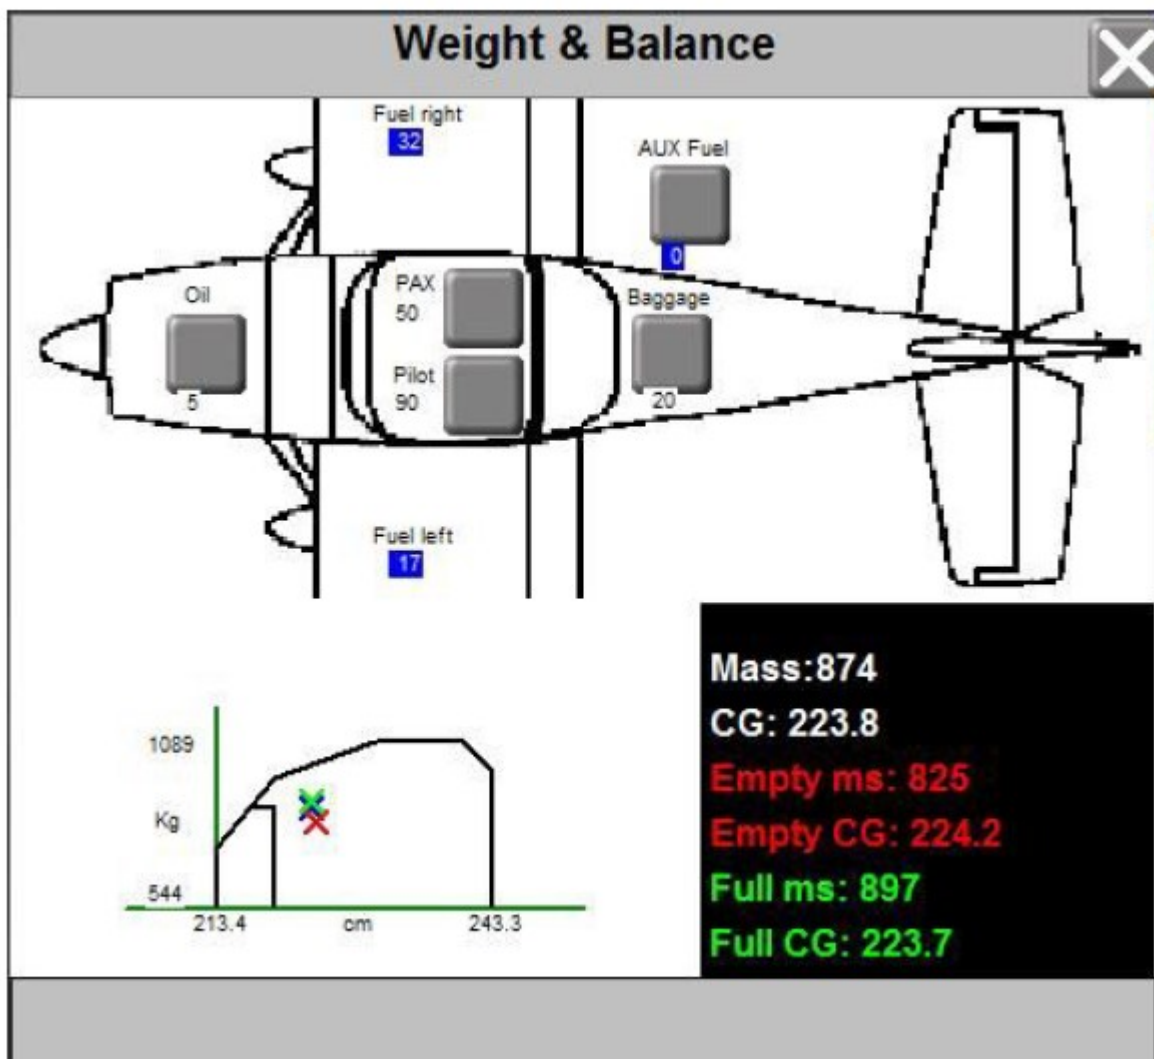 Weight & Balance
Fuel right
32
AUX Fuel
0
Oil
5
PAX
50
Pilot
90
Baggage
20
Fuel left
17
1089
Kg
544
213.4 cm 243.3
Mass:874
CG: 223.8
Empty ms: 825
Empty CG: 224.2
Full ms: 897
Full CG: 223.7